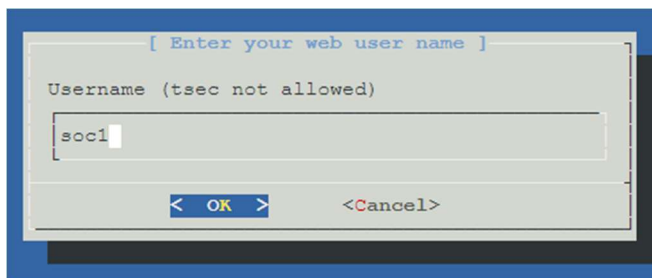 [ Enter your web user name ]
Username (tsec not allowed)
soc1
< OK > <Cancel>